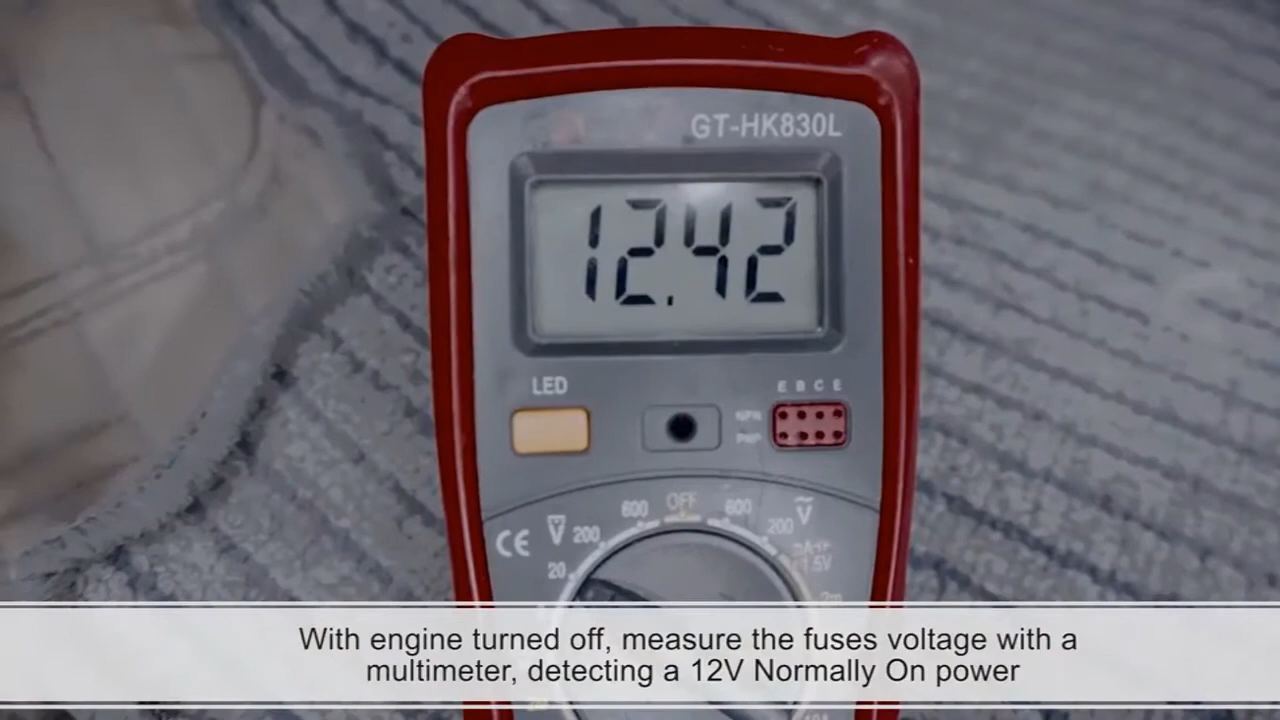 GT-HK830L
12.42
LED
E B C E
NPN
PNP
600 OFF 600
CE V 200 200 V
20
With engine turned off, measure the fuses voltage with a
multimeter, detecting a 12V Normally On power